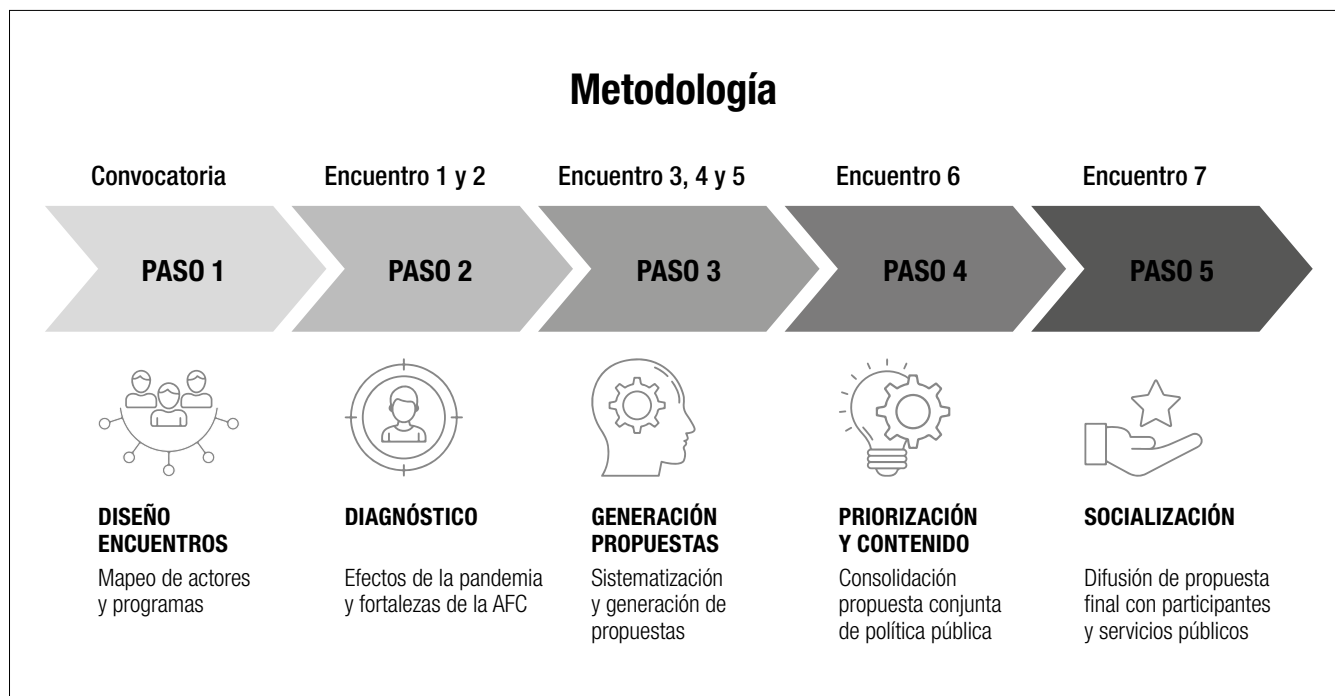 Metodología
Convocatoria
Encuentro 1 y 2
Encuentro 3, 4 y 5
Encuentro 6
Encuentro 7
PASO 1
PASO 2
PASO 3
PASO 4
PASO 5
DISEÑO
ENCUENTROS
Mapeo de actores
y programas
DIAGNÓSTICO
Efectos de la pandemia
y fortalezas de la AFC
GENERACIÓN
PROPUESTAS
Sistematización
y generación de
propuestas
PRIORIZACIÓN
Y CONTENIDO
Consolidación
propuesta conjunta
de política pública
SOCIALIZACIÓN
Difusión de propuesta
final con participantes
y servicios públicos